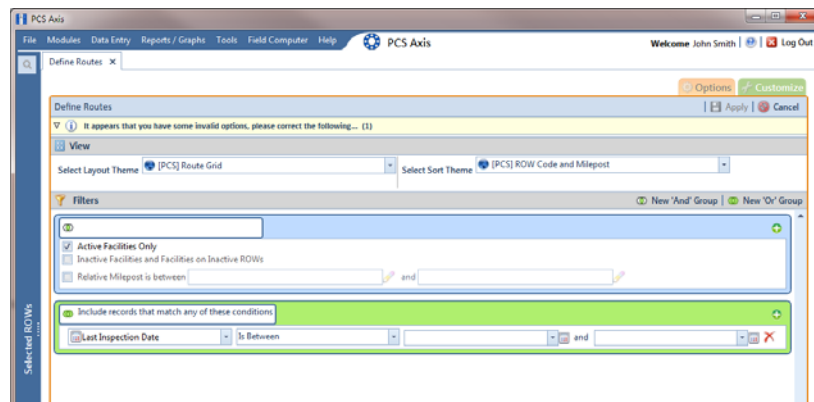 PCS Axis
File Modules Data Entry Reports / Graphs Tools Field Computer Help PCS Axis Welcome John Smith | Log Out
Define Routes X
Options Customize
Define Routes | Apply | Cancel
It appears that you have some invalid options, please correct the following... (1)
View
Select Layout Theme [PCS] Route Grid Select Sort Theme [PCS] ROW Code and Milepost
Filters New 'And' Group | New 'Or' Group
Active Facilities Only
Inactive Facilities and Facilities on Inactive ROWs
Relative Milepost is between and
Include records that match any of these conditions
Last Inspection Date Is Between and
Selected ROWs